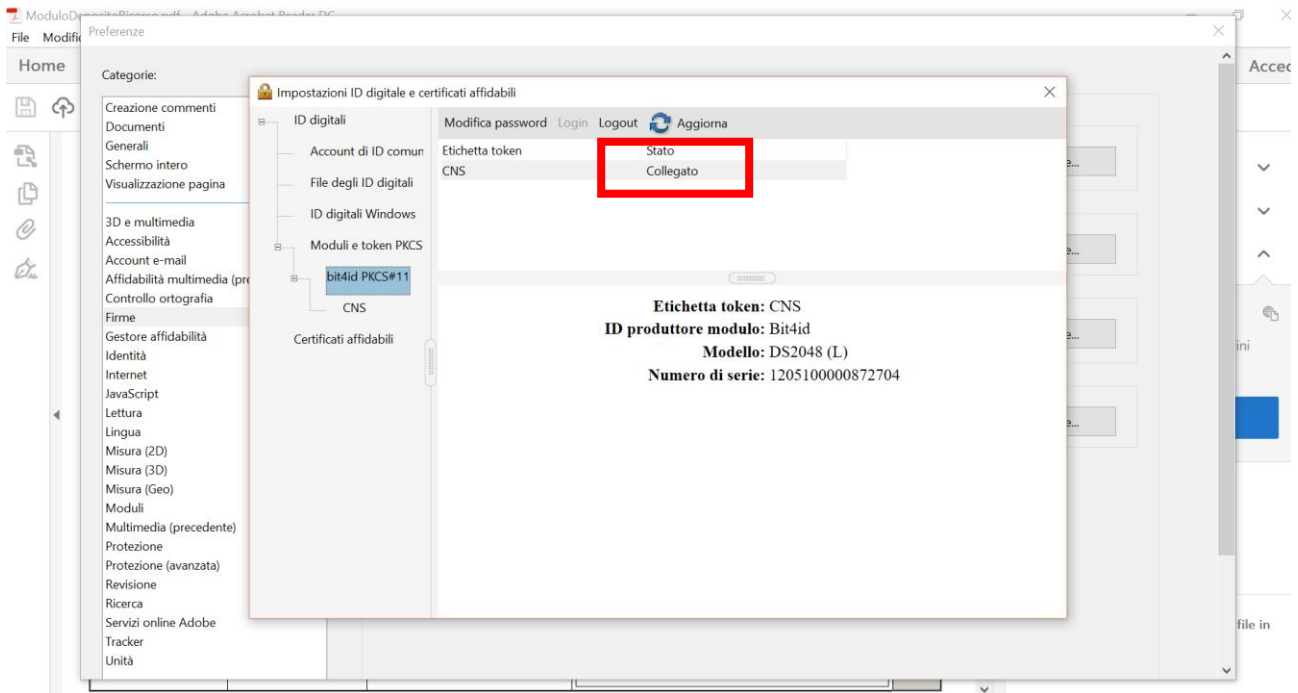 ModuloDepositoRicorso.pdf - Adobe Acrobat Reader DC
File Modific
Preferenze
Home
Acced
Categorie:
Creazione commenti
Documenti
Generali
Schermo intero
Visualizzazione pagina
3D e multimedia
Accessibilità
Account e-mail
Affidabilità multimedia (pre
Controllo ortografia
Firme
Gestore affidabilità
Identità
Internet
JavaScript
Lettura
Lingua
Misura (2D)
Misura (3D)
Misura (Geo)
Moduli
Multimedia (precedente)
Protezione
Protezione (avanzata)
Revisione
Ricerca
Servizi online Adobe
Tracker
Unità
Impostazioni ID digitale e certificati affidabili
ID digitali
Account di ID comun
File degli ID digitali
ID digitali Windows
Moduli e token PKCS
bit4id PKCS#11
CNS
Certificati affidabili
Modifica password Login Logout Aggiorna
Etichetta token Stato
CNS Collegato
Etichetta token: CNS
ID produttore modulo: Bit4id
Modello: DS2048 (L)
Numero di serie: 1205100000872704
e...
e...
e...
e...
ini
file in